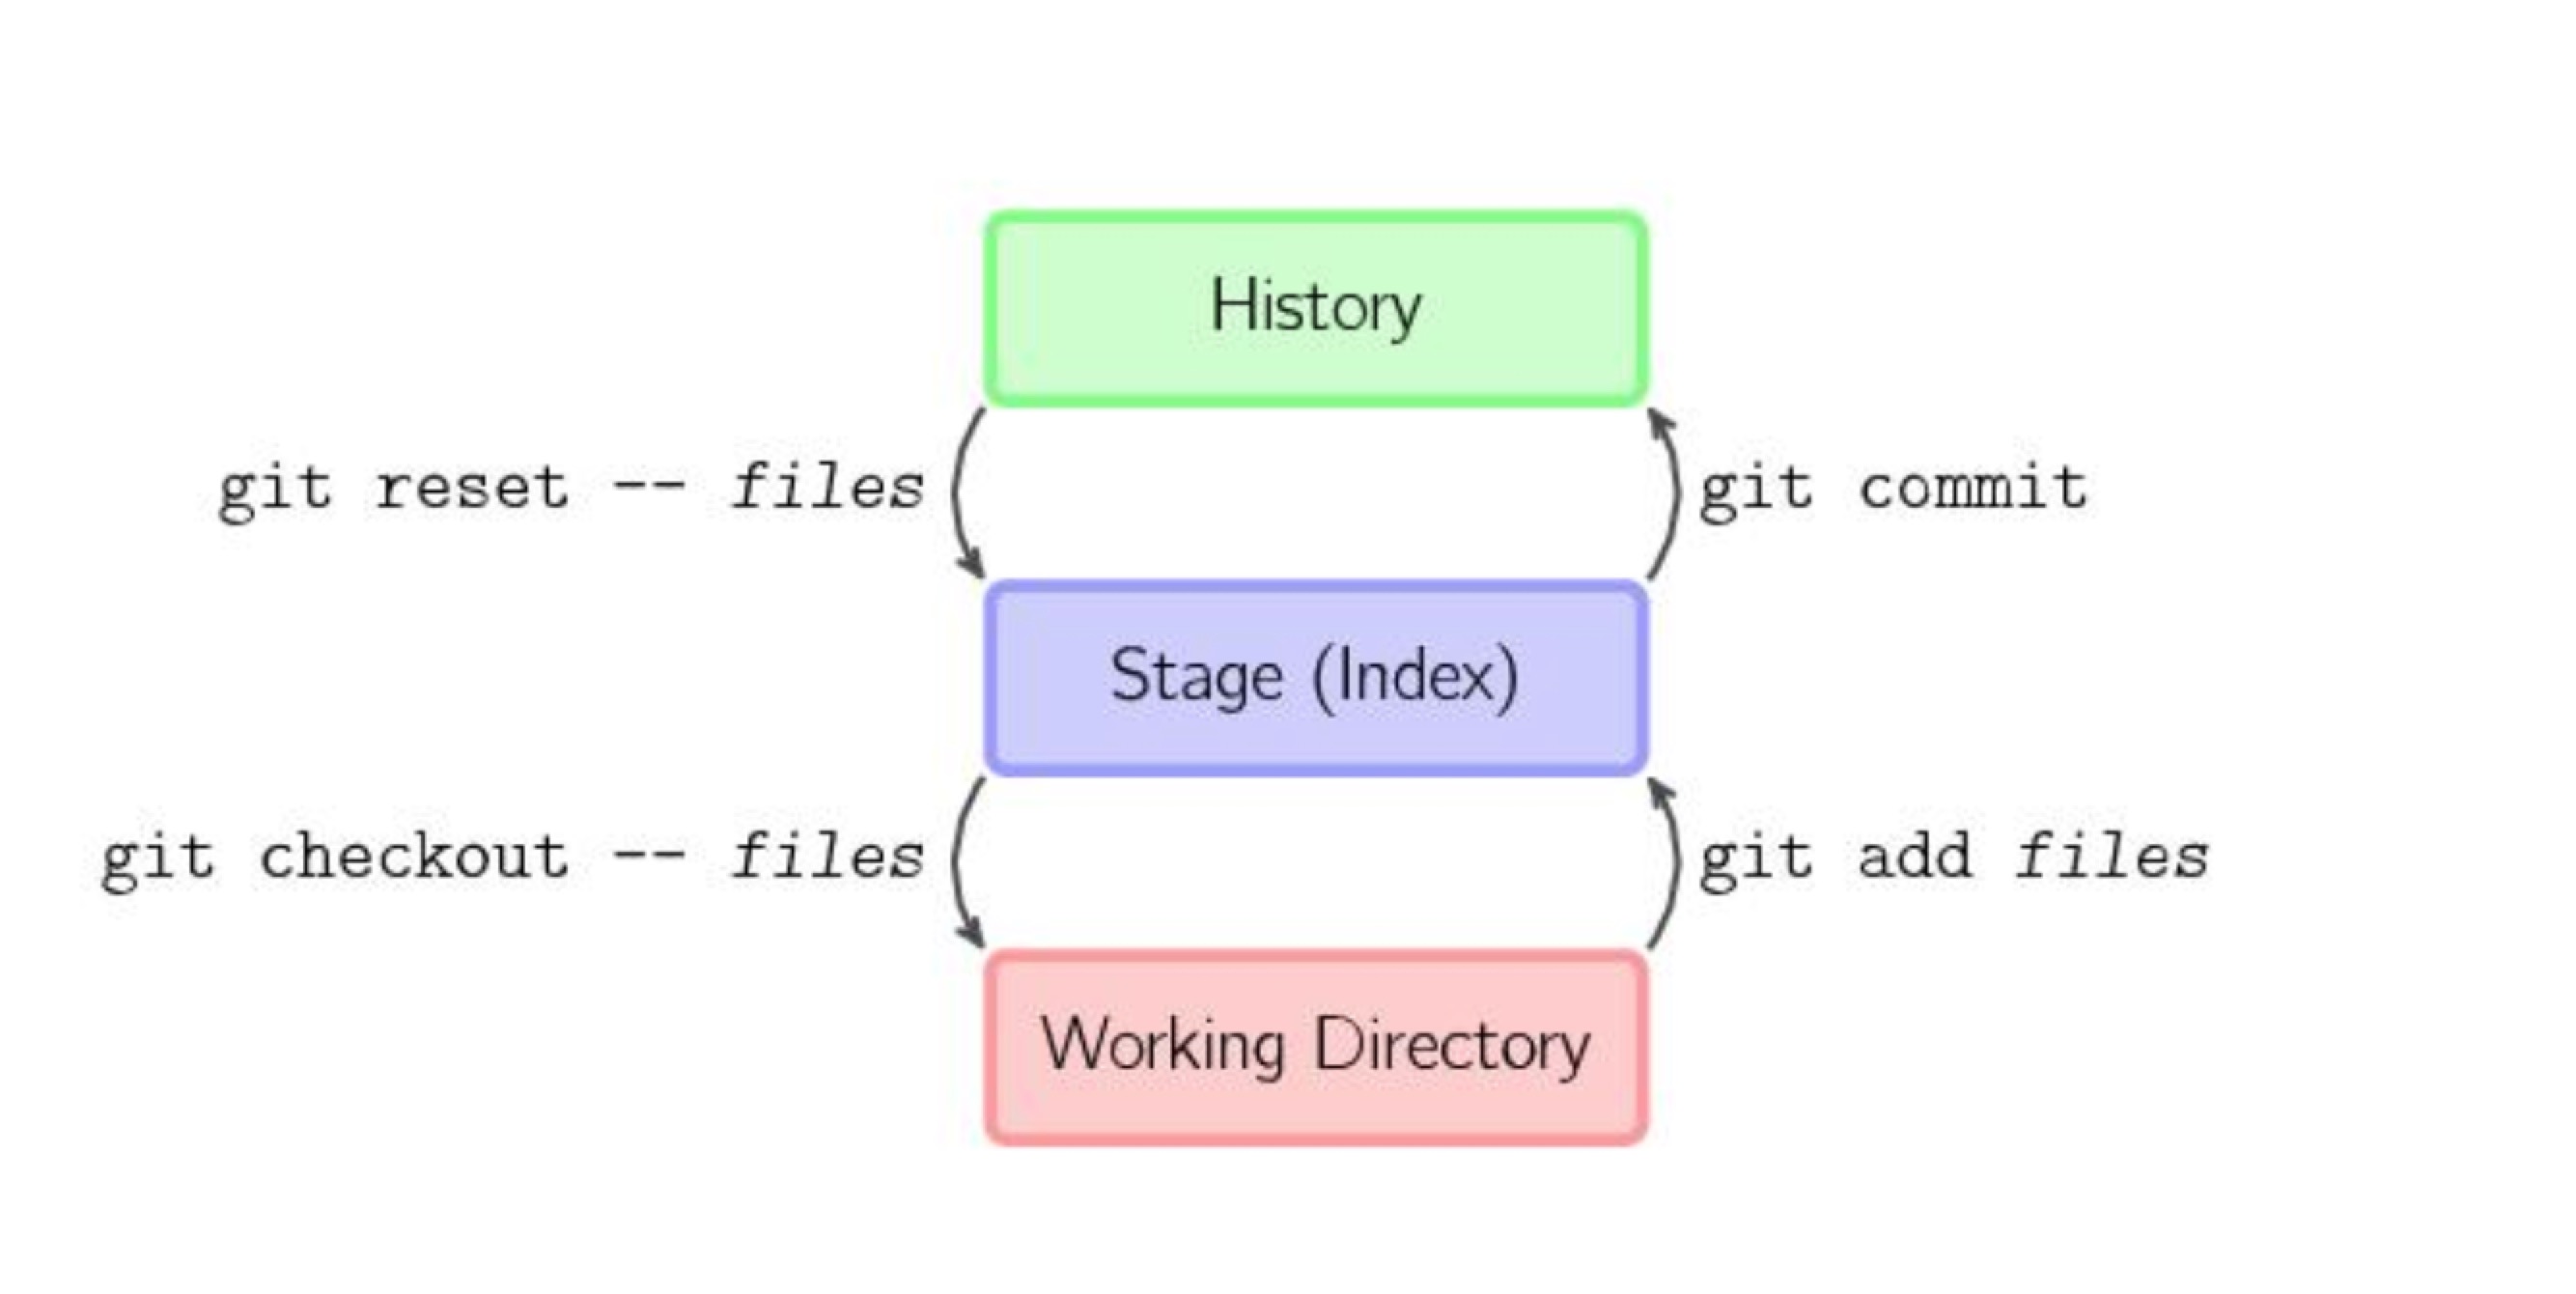 History
git reset -- files
git commit
Stage (Index)
git checkout -- files
git add files
Working Directory